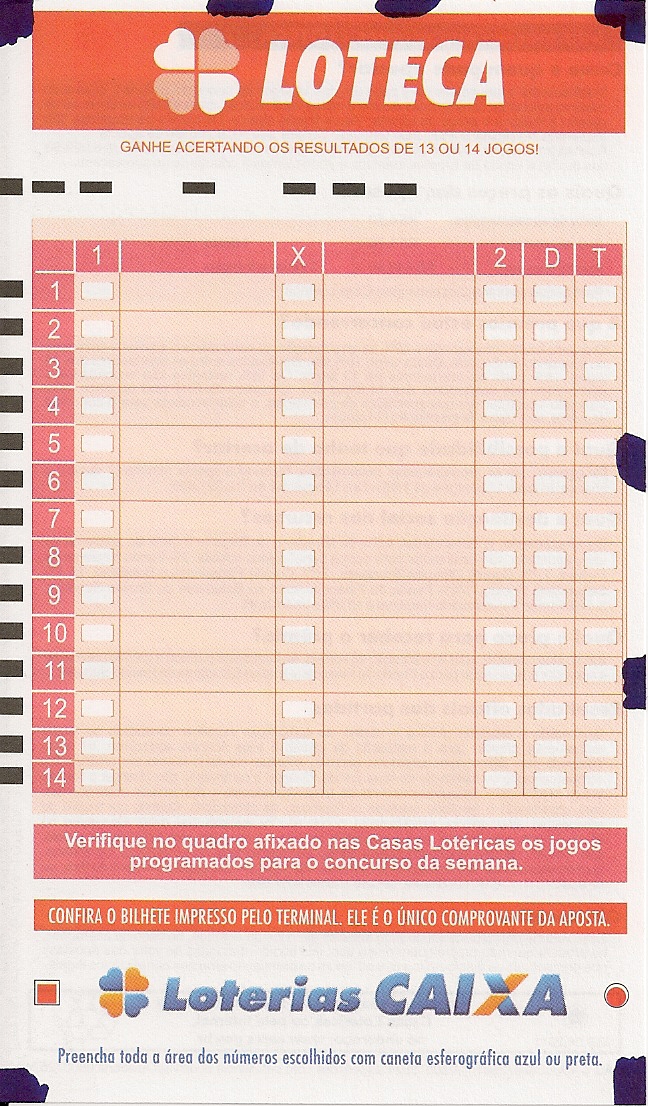 LOTECA
GANHE ACERTANDO OS RESULTADOS DE 13 OU 14 JOGOS!
1 X 2 D T
1
2
3
4
5
6
7
8
9
10
11
12
13
14
Verifique no quadro afixado nas Casas Lotéricas os jogos
programados para o concurso da semana.
CONFIRA O BILHETE IMPRESSO PELO TERMINAL. ELE É O ÚNICO COMPROVANTE DA APOSTA.
Loterias CAIXA
Preencha toda a área dos números escolhidos com caneta esferográfica azul ou preta.